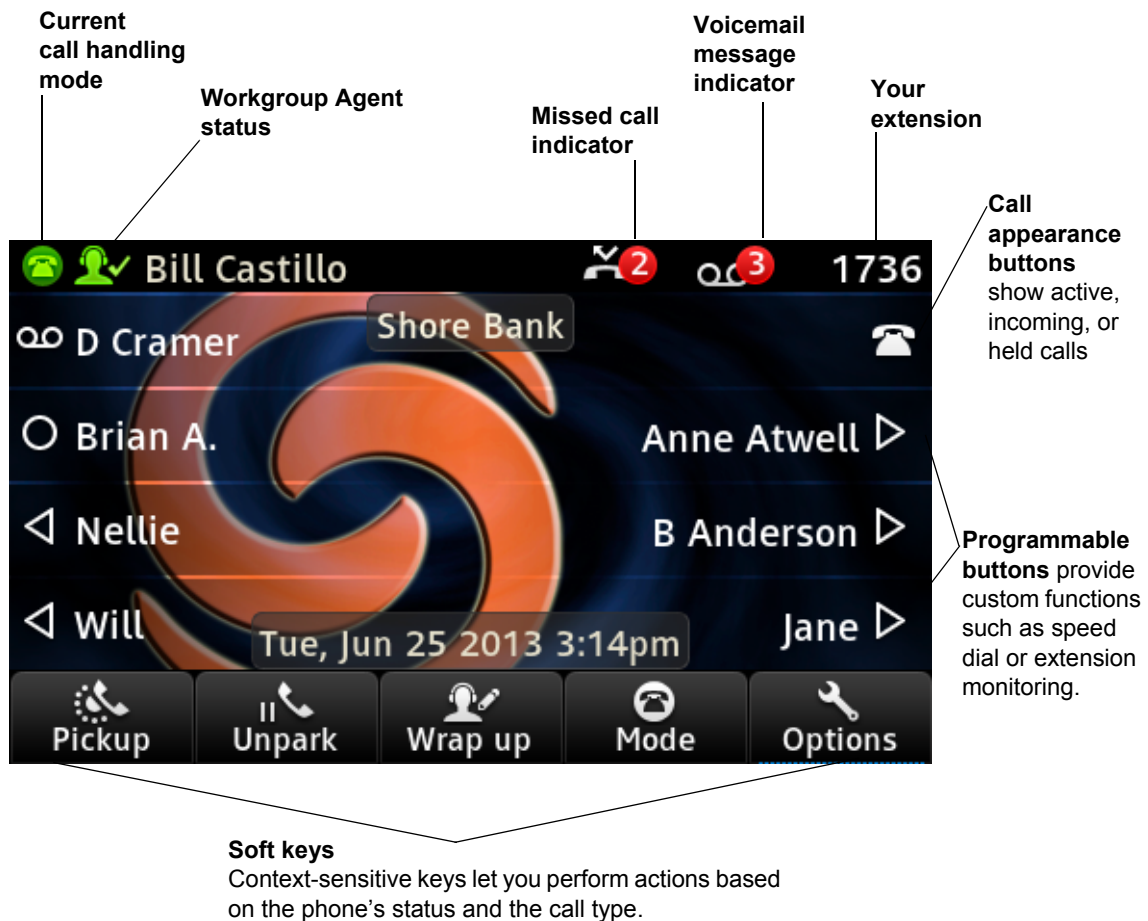 Current
call handling
mode
Workgroup Agent
status
Missed call
indicator
Voicemail
message
indicator
Your
extension
Call
appearance
buttons
show active,
incoming, or
held calls
Bill Castillo
2
3
1736
Shore Bank
D Cramer
Brian A.
Anne Atwell
Nellie
B Anderson
Will
Jane
Tue, Jun 25 2013 3:14pm
Programmable
buttons provide
custom functions
such as speed
dial or extension
monitoring.
Pickup
Unpark
Wrap up
Mode
Options
Soft keys
Context-sensitive keys let you perform actions based
on the phone's status and the call type.